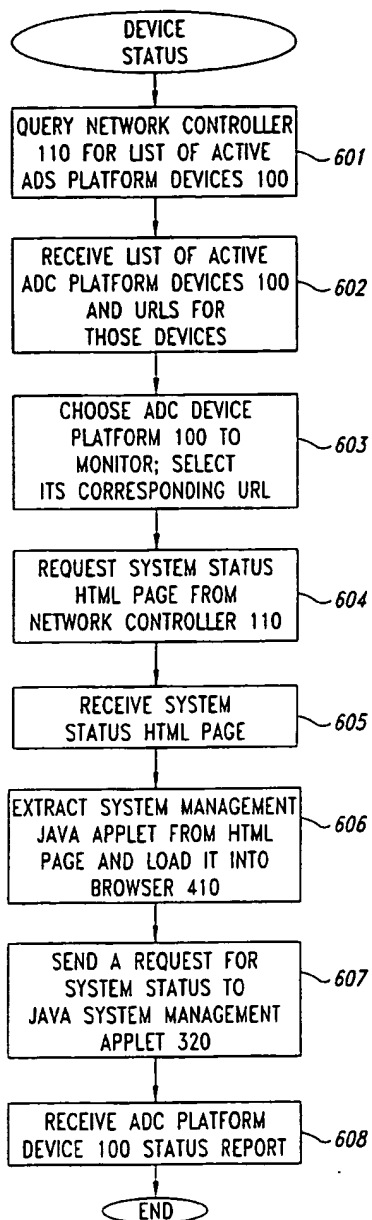 DEVICE
STATUS
QUERY NETWORK CONTROLLER
110 FOR LIST OF ACTIVE
ADS PLATFORM DEVICES 100
601
RECEIVE LIST OF ACTIVE
ADC PLATFORM DEVICES 100
AND URLS FOR
THOSE DEVICES
602
CHOOSE ADC DEVICE
PLATFORM 100 TO
MONITOR; SELECT
ITS CORRESPONDING URL
603
REQUEST SYSTEM STATUS
HTML PAGE FROM
NETWORK CONTROLLER 110
604
RECEIVE SYSTEM
STATUS HTML PAGE
605
EXTRACT SYSTEM MANAGEMENT
JAVA APPLET FROM HTML
PAGE AND LOAD IT INTO
BROWSER 410
606
SEND A REQUEST FOR
SYSTEM STATUS TO
JAVA SYSTEM MANAGEMENT
APPLET 320
607
RECEIVE ADC PLATFORM
DEVICE 100 STATUS REPORT
608
END